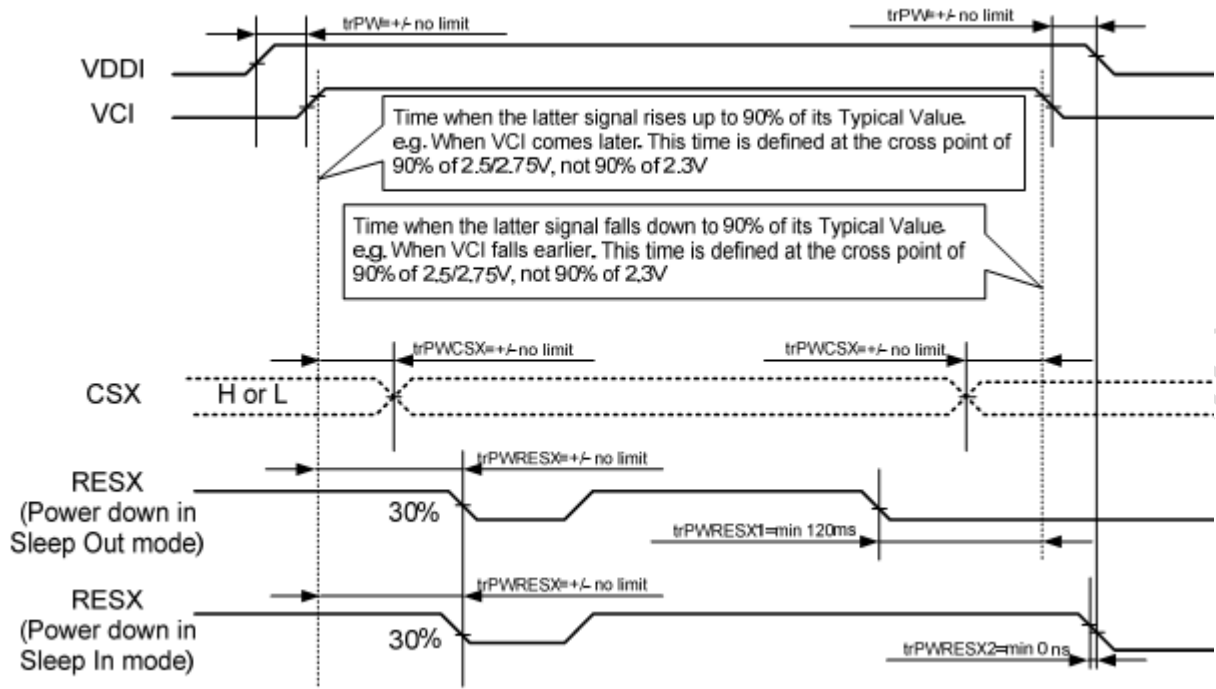 trPW=+/- no limit
trPW=+/- no limit
VDDI
VCI
Time when the latter signal rises up to 90% of its Typical Value.
e.g. When VCI comes later. This time is defined at the cross point of
90% of 2.5/2.75V, not 90% of 2.3V
Time when the latter signal falls down to 90% of its Typical Value.
e.g. When VCI falls earlier. This time is defined at the cross point of
90% of 2.5/2.75V, not 90% of 2.3V
trPWCSX=+/- no limit
trPWCSX=+/- no limit
CSX
H or L
trPWRESX=+/- no limit
RESX
(Power down in
Sleep Out mode)
30%
trPWRESX1=min 120ms
trPWRESX=+/- no limit
RESX
(Power down in
Sleep In mode)
30%
trPWRESX2=min 0 ns